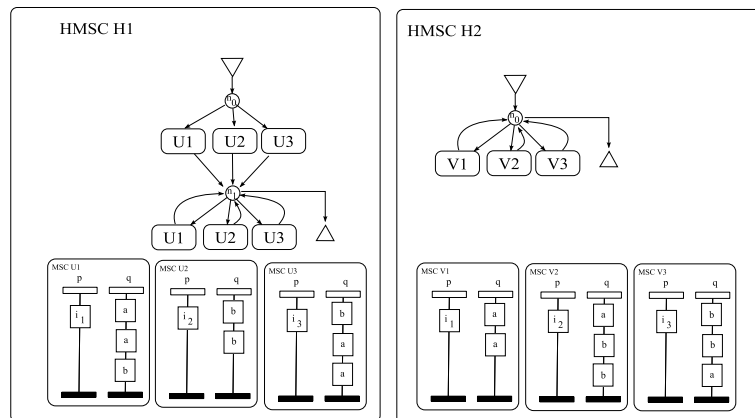 HMSC H1
n0
U1 U2 U3
n1
U1 U2 U3
MSC U1
p q
i1
a
a
b
MSC U2
p q
i2
b
b
MSC U3
p q
i3
b
a
a
HMSC H2
n0
V1 V2 V3
MSC V1
p q
i1
a
a
MSC V2
p q
i2
a
b
b
MSC V3
p q
i3
b
b
a